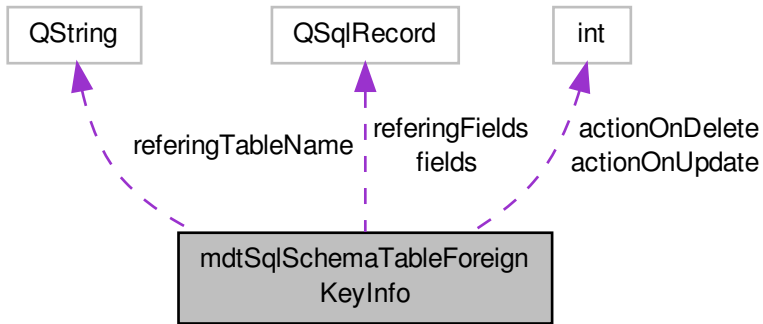 QString
QSqlRecord
int
referingTableName
referingFields
fields
actionOnDelete
actionOnUpdate
mdtSqlSchemaTableForeign
KeyInfo